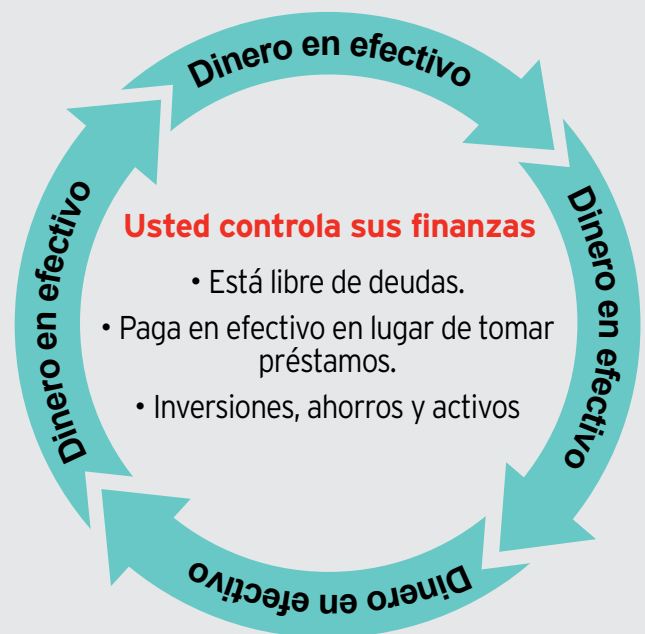 Dinero en efectivo
Dinero en efectivo
Dinero en efectivo
Dinero en efectivo
Usted controla sus finanzas
• Está libre de deudas.
• Paga en efectivo en lugar de tomar
préstamos.
• Inversiones, ahorros y activos